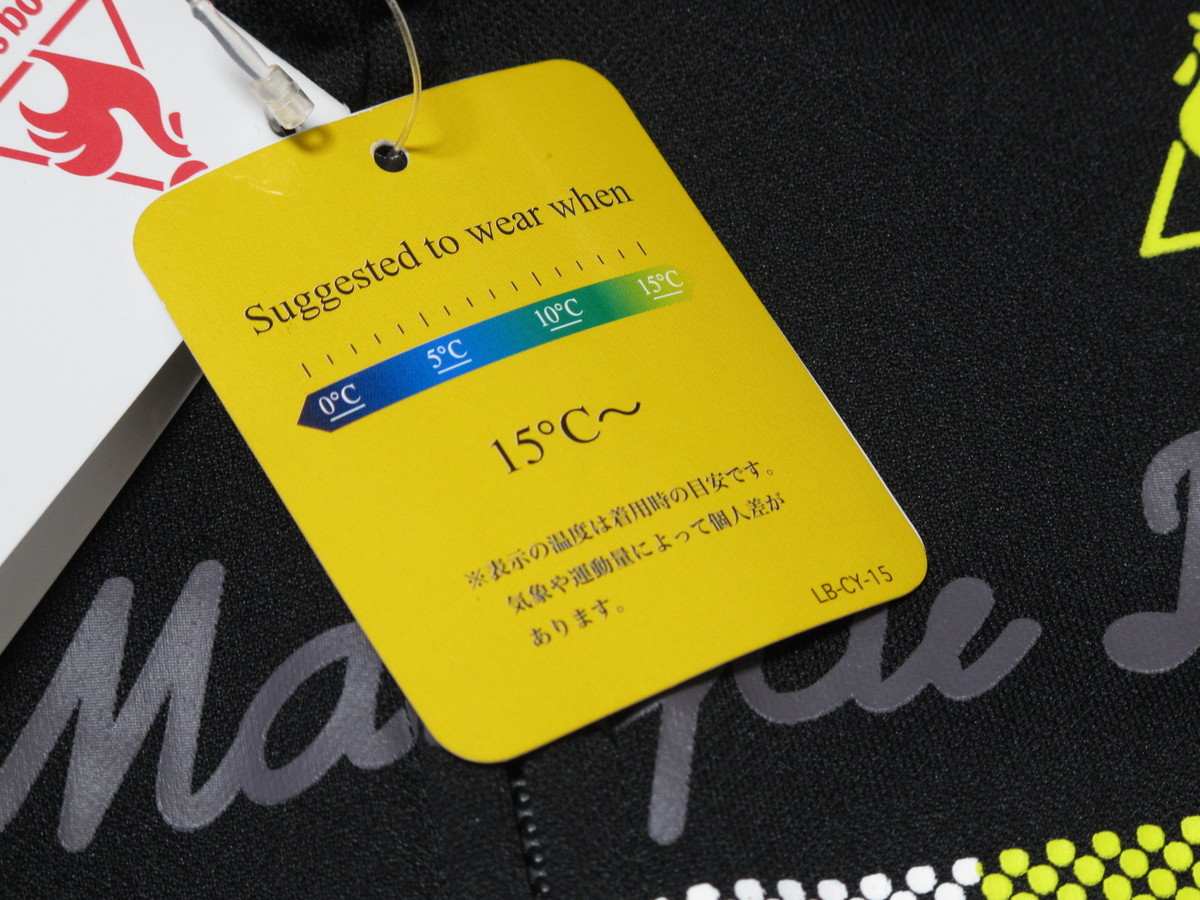 Suggested to wear when
0°C 5°C 10°C 15°C
15°C～
※表示の温度は着用時の目安です。
気象や運動量によって個人差が
あります。
LB-CY-15